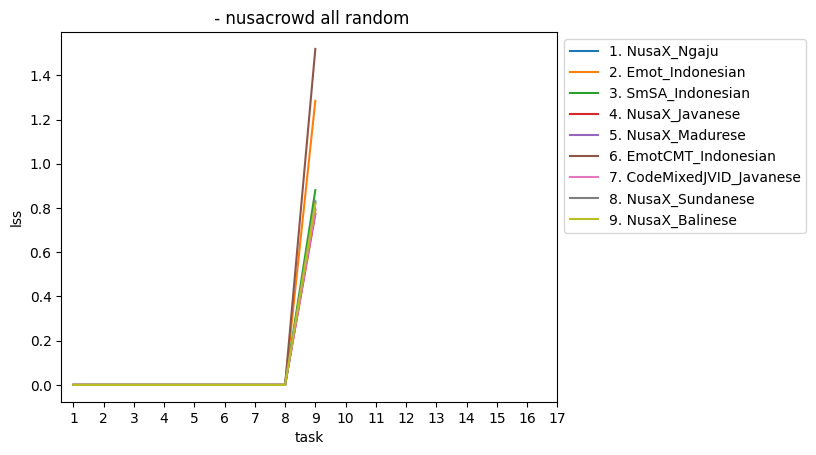 - nusacrowd all random
lss
1.4
1.2
1.0
0.8
0.6
0.4
0.2
0.0
1 2 3 4 5 6 7 8 9 10 11 12 13 14 15 16 17
task
1. NusaX_Ngaju
2. Emot_Indonesian
3. SmSA_Indonesian
4. NusaX_Javanese
5. NusaX_Madurese
6. EmotCMT_Indonesian
7. CodeMixedJVID_Javanese
8. NusaX_Sundanese
9. NusaX_Balinese